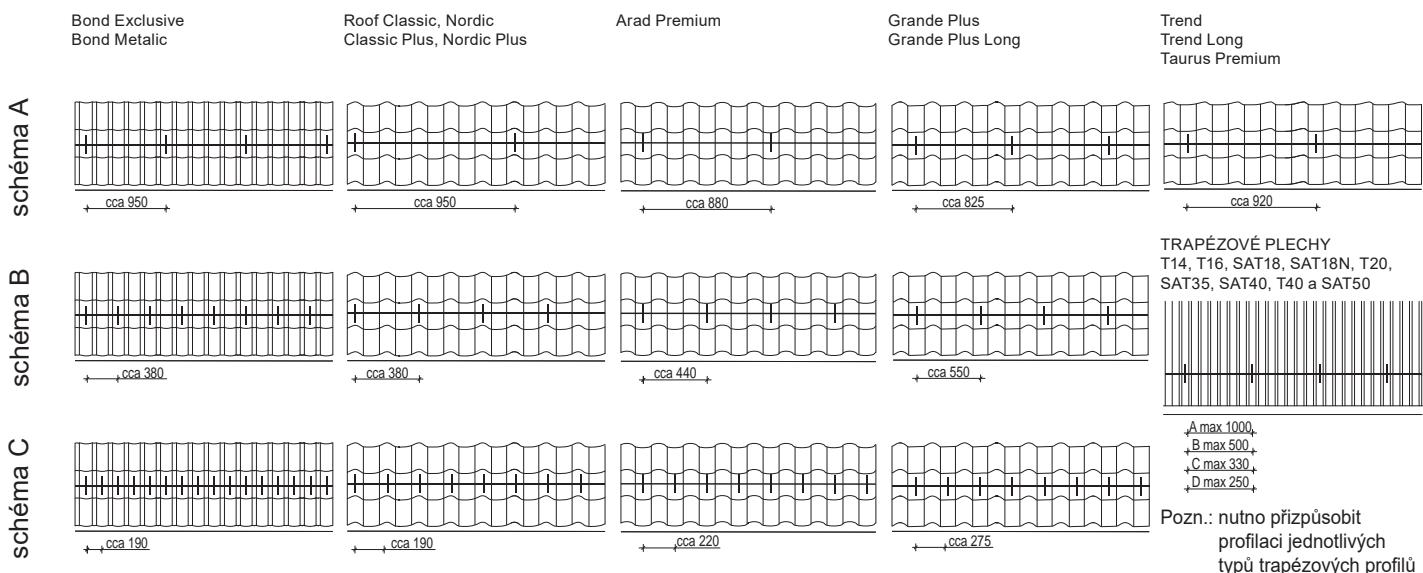 Bond Exclusive
Bond Metalic
Roof Classic, Nordic
Classic Plus, Nordic Plus
Arad Premium
Grande Plus
Grande Plus Long
Trend
Trend Long
Taurus Premium
schéma A
cca 950
cca 950
cca 880
cca 825
cca 920
schéma B
cca 380
cca 380
cca 440
cca 550
TRAPÉZOVÉ PLECHY
T14, T16, SAT18, SAT18N, T20,
SAT35, SAT40, T40 a SAT50
A max 1000
B max 500
C max 330
D max 250
schéma C
cca 190
cca 190
cca 220
cca 275
Pozn.: nutno přizpůsobit
profilaci jednotlivých
typů trapézových profilů